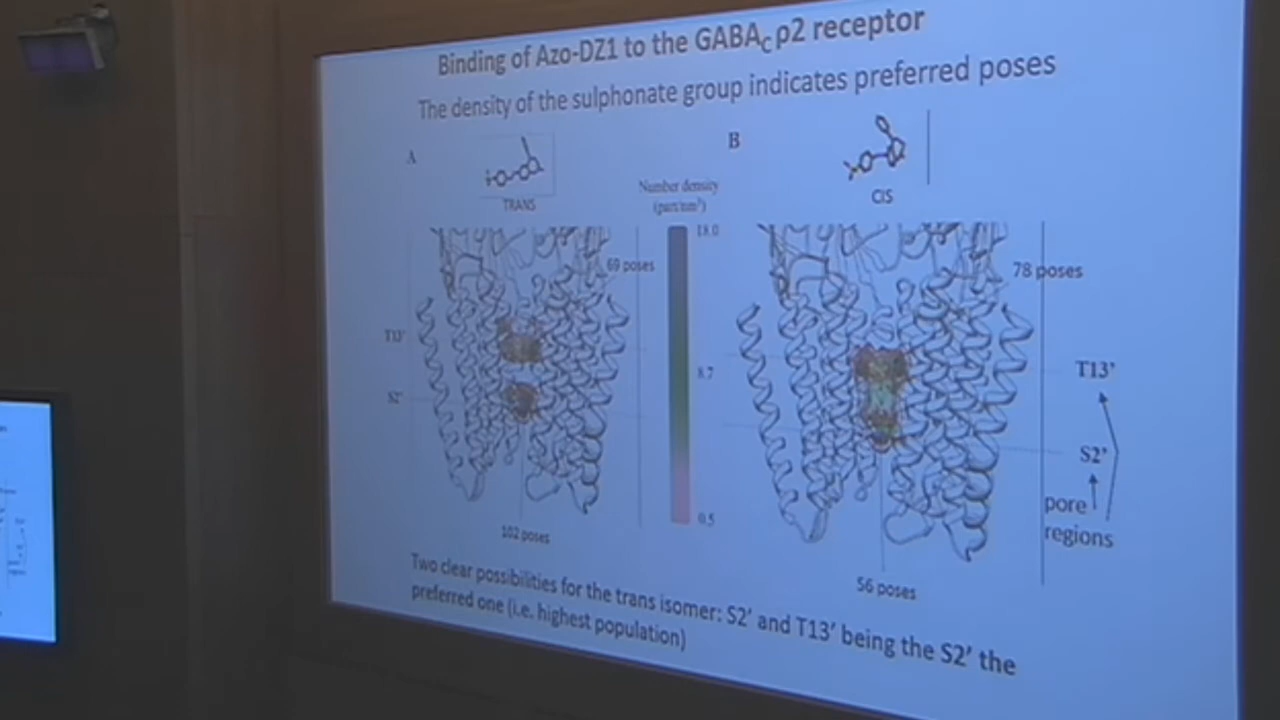 Binding of Azo-DZ1 to the GABAC ρ2 receptor
The density of the sulphonate group indicates preferred poses
A
B
TRANS
CIS
Number density
(part/nm³)
18.0
8.7
0.5
69 poses
78 poses
T13'
S2'
T13'
S2'
pore
regions
102 poses
56 poses
Two clear possibilities for the trans isomer: S2' and T13' being the S2' the
preferred one (i.e. highest population)